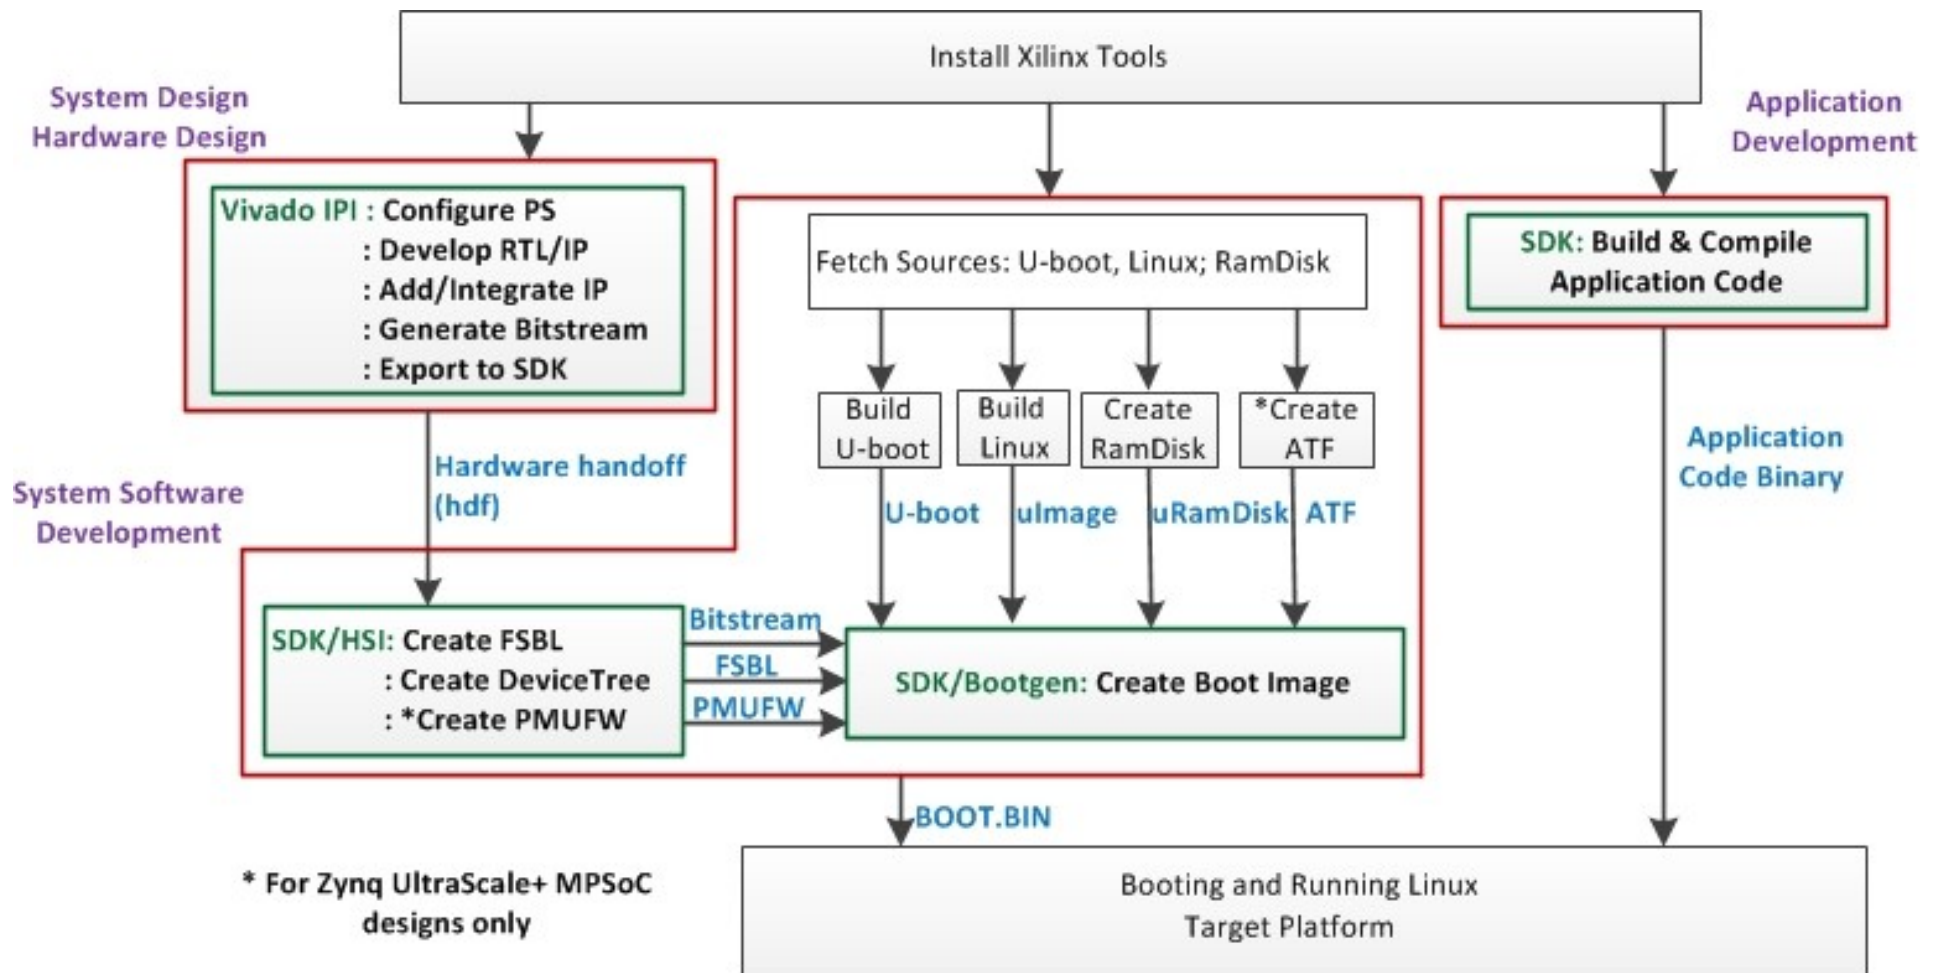 Install Xilinx Tools
System Design
Hardware Design
Application
Development
Vivado IPI : Configure PS
: Develop RTL/IP
: Add/Integrate IP
: Generate Bitstream
: Export to SDK
Fetch Sources: U-boot, Linux; RamDisk
SDK: Build & Compile
Application Code
Build
U-boot
Build
Linux
Create
RamDisk
*Create
ATF
Hardware handoff
(hdf)
System Software
Development
U-boot
uImage
uRamDisk
ATF
Application
Code Binary
SDK/HSI: Create FSBL
: Create DeviceTree
: *Create PMUFW
Bitstream
FSBL
PMUFW
SDK/Bootgen: Create Boot Image
BOOT.BIN
* For Zynq UltraScale+ MPSoC
designs only
Booting and Running Linux
Target Platform